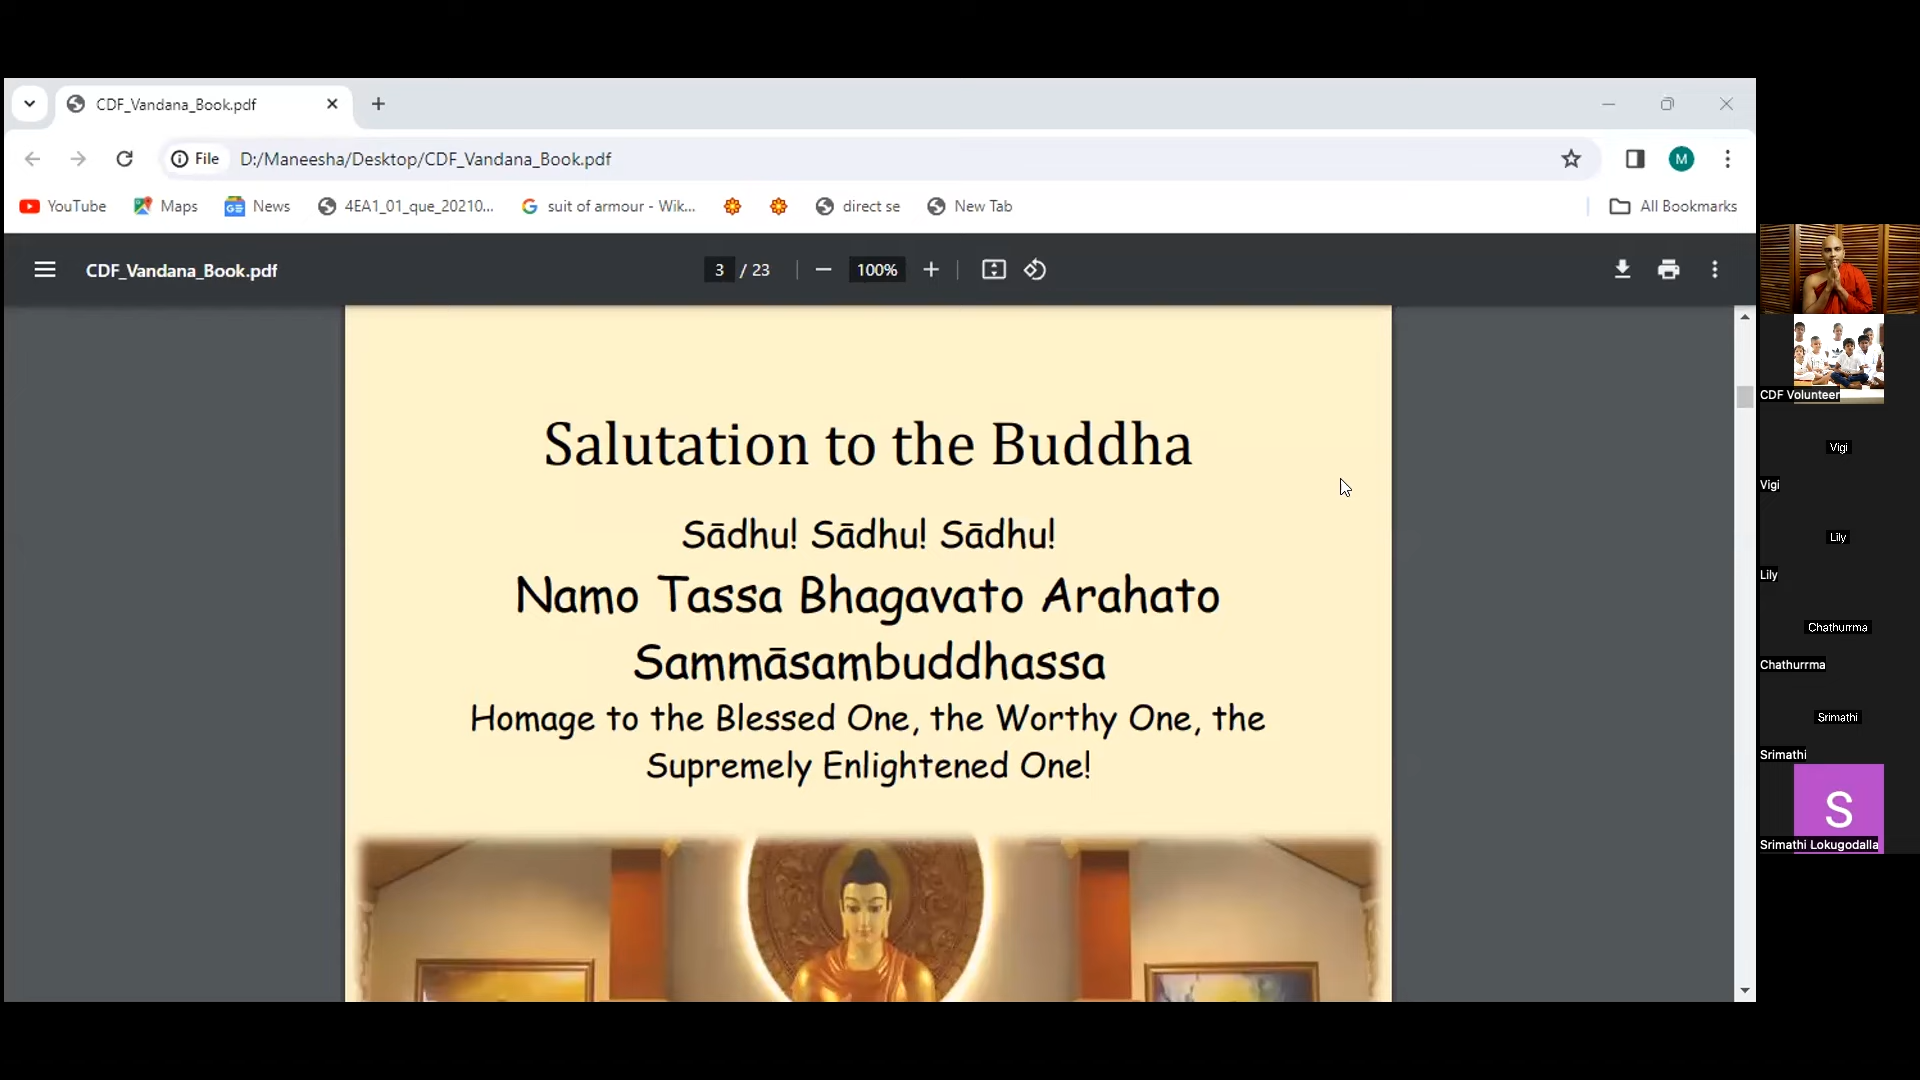 CDF_Vandana_Book.pdf
File D:/Maneesha/Desktop/CDF_Vandana_Book.pdf
M
YouTube Maps News 4EA1_01_que_20210... suit of armour - Wik... direct se New Tab All Bookmarks
CDF_Vandana_Book.pdf 3 / 23 100%
Salutation to the Buddha
Sādhu! Sādhu! Sādhu!
Namo Tassa Bhagavato Arahato
Sammāsambuddhassa
Homage to the Blessed One, the Worthy One, the
Supremely Enlightened One!
CDF Volunteer
Vigi
Vigi
Lily
Lily
Chathurrma
Chathurrma
Srimathi
Srimathi
S
Srimathi Lokugodalla